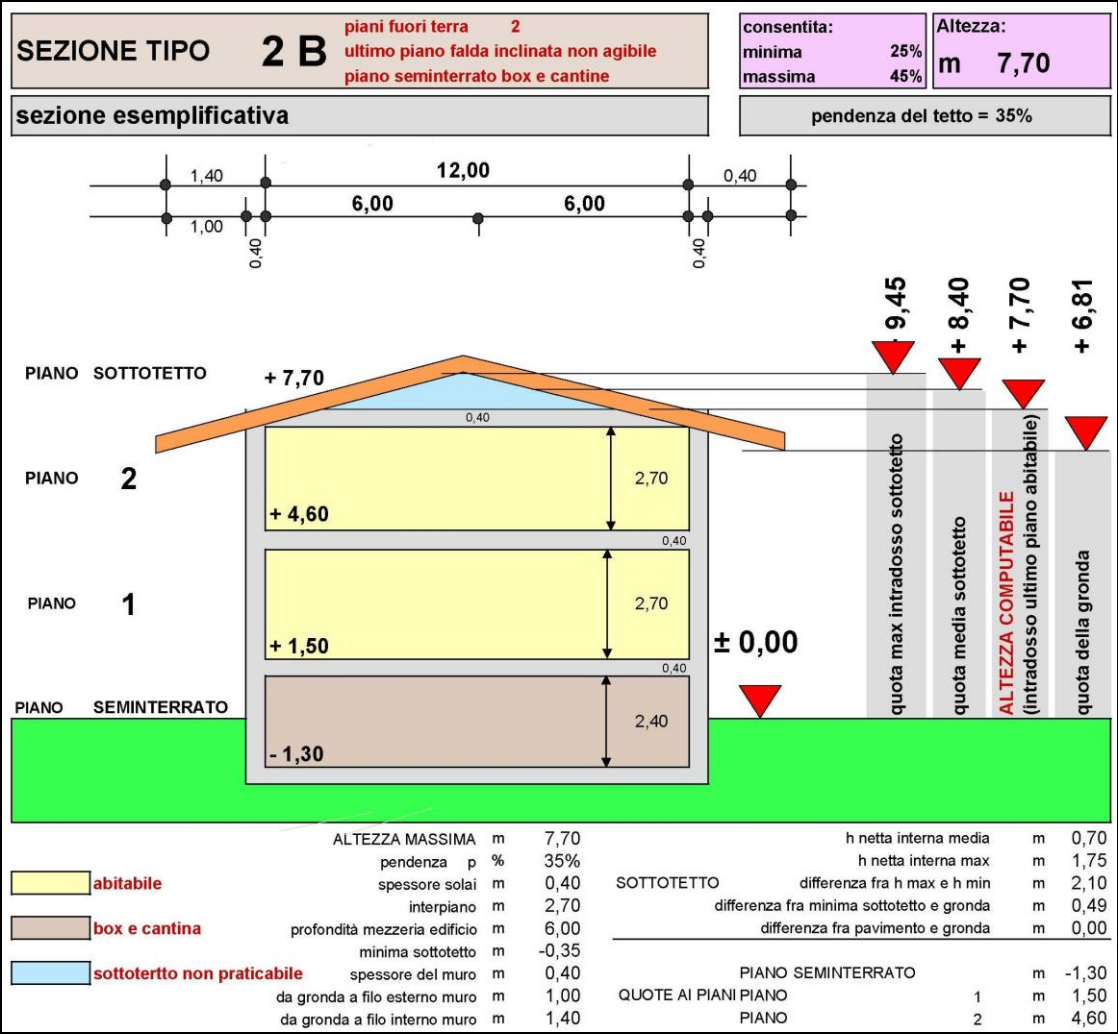 SEZIONE TIPO 2 B
piani fuori terra 2
ultimo piano falda inclinata non agibile
piano seminterrato box e cantine
consentita:
minima 25%
massima 45%
Altezza:
m 7,70
sezione esemplificativa
pendenza del tetto = 35%
1,40 12,00 0,40
1,00 6,00 6,00
0,40 0,40
+ 9,45
+ 8,40
+ 7,70
+ 6,81
PIANO SOTTOTETTO + 7,70
0,40
PIANO 2
2,70
+ 4,60
0,40
PIANO 1
2,70
+ 1,50
0,40
± 0,00
PIANO SEMINTERRATO
2,40
- 1,30
quota max intradosso sottotetto
quota media sottotetto
ALTEZZA COMPUTABILE
(intradosso ultimo piano abitabile)
quota della gronda
abitabile
box e cantina
sottotertto non praticabile
ALTEZZA MASSIMA m 7,70
pendenza p % 35%
spessore solai m 0,40
interpiano m 2,70
profondità mezzeria edificio m 6,00
minima sottotetto m -0,35
spessore del muro m 0,40
da gronda a filo esterno muro m 1,00
da gronda a filo interno muro m 1,40
h netta interna media m 0,70
h netta interna max m 1,75
SOTTOTETTO differenza fra h max e h min m 2,10
differenza fra minima sottotetto e gronda m 0,49
differenza fra pavimento e gronda m 0,00
PIANO SEMINTERRATO m -1,30
QUOTE AI PIANI PIANO 1 m 1,50
PIANO 2 m 4,60